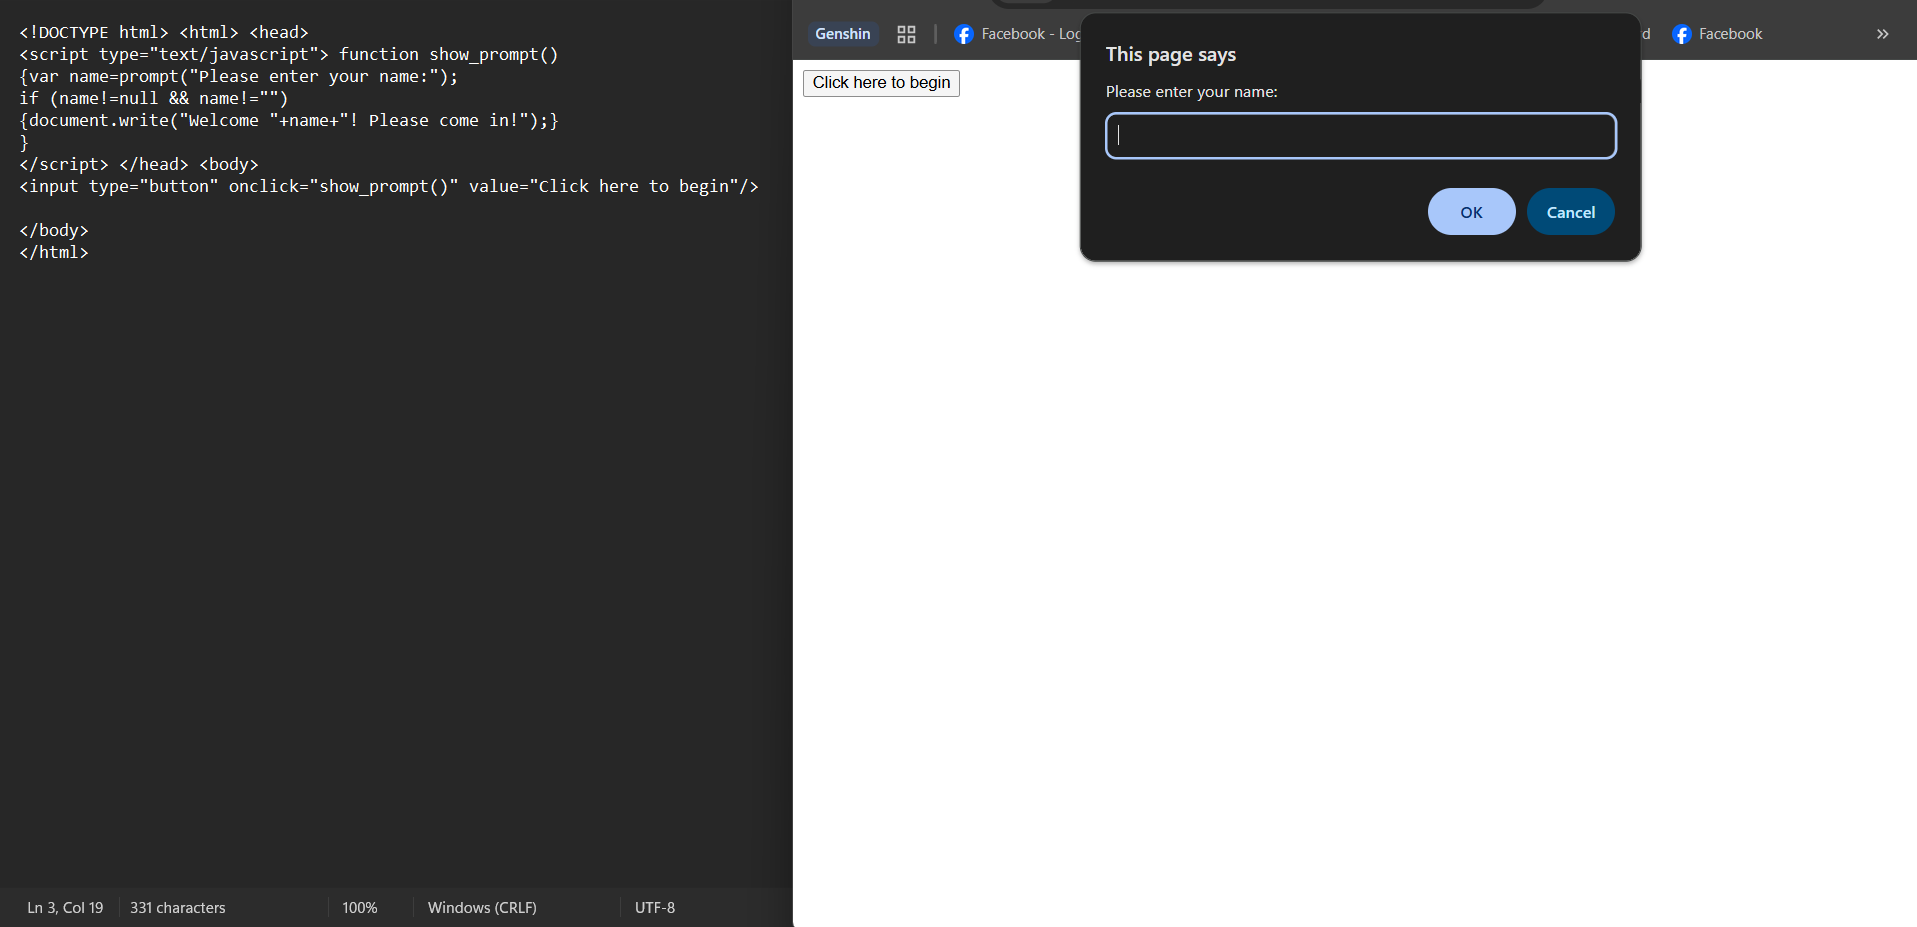 <!DOCTYPE html> <html> <head>
<script type="text/javascript"> function show_prompt()
{var name=prompt("Please enter your name:");
if (name!=null && name!="")
{document.write("Welcome "+name+"! Please come in!");}
}
</script> </head> <body>
<input type="button" onclick="show_prompt()" value="Click here to begin"/>
</body>
</html>
Ln 3, Col 19
331 characters
100%
Windows (CRLF)
UTF-8
Genshin
Facebook - Log
Facebook
Click here to begin
This page says
Please enter your name:
OK
Cancel